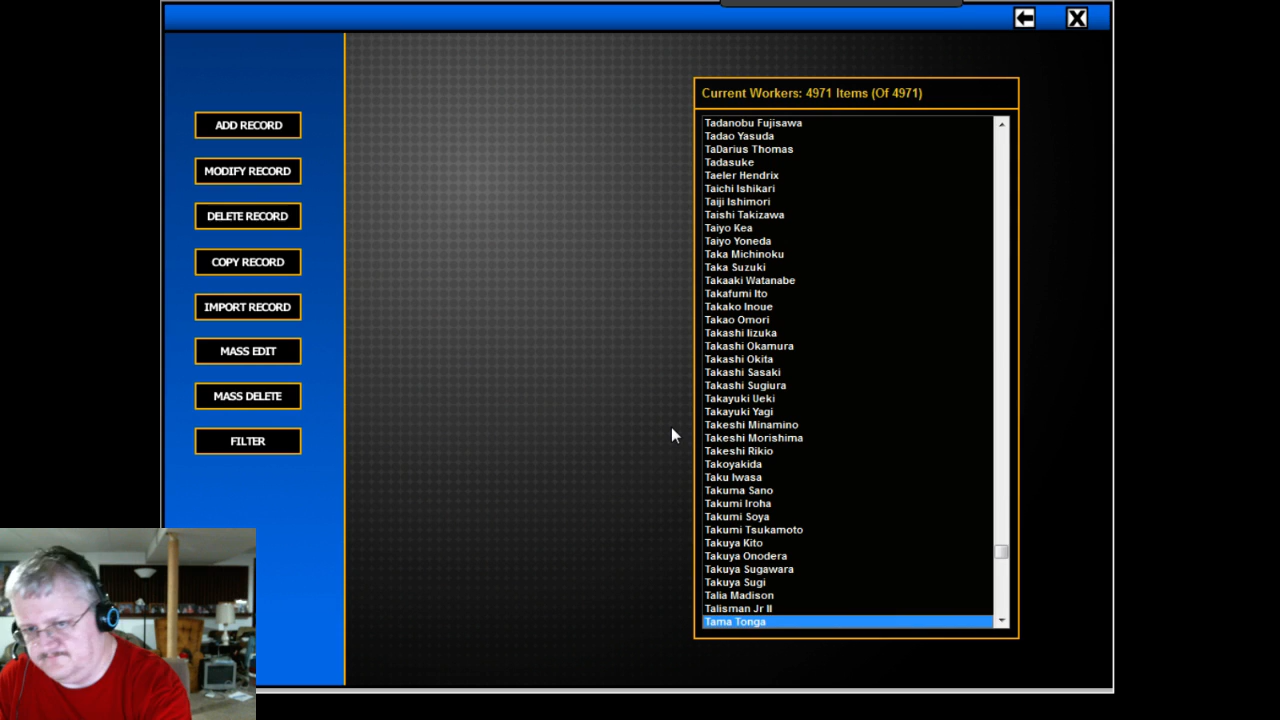 ADD RECORD
MODIFY RECORD
DELETE RECORD
COPY RECORD
IMPORT RECORD
MASS EDIT
MASS DELETE
FILTER
Current Workers: 4971 Items (Of 4971)
Tadanobu Fujisawa
Tadao Yasuda
TaDarius Thomas
Tadasuke
Taeler Hendrix
Taichi Ishikari
Taiji Ishimori
Taishi Takizawa
Taiyo Kea
Taiyo Yoneda
Taka Michinoku
Taka Suzuki
Takaaki Watanabe
Takafumi Ito
Takako Inoue
Takao Omori
Takashi Iizuka
Takashi Okamura
Takashi Okita
Takashi Sasaki
Takashi Sugiura
Takayuki Ueki
Takayuki Yagi
Takeshi Minamino
Takeshi Morishima
Takeshi Rikio
Takoyakida
Taku Iwasa
Takuma Sano
Takumi Iroha
Takumi Soya
Takumi Tsukamoto
Takuya Kito
Takuya Onodera
Takuya Sugawara
Takuya Sugi
Talia Madison
Talisman Jr II
Tama Tonga